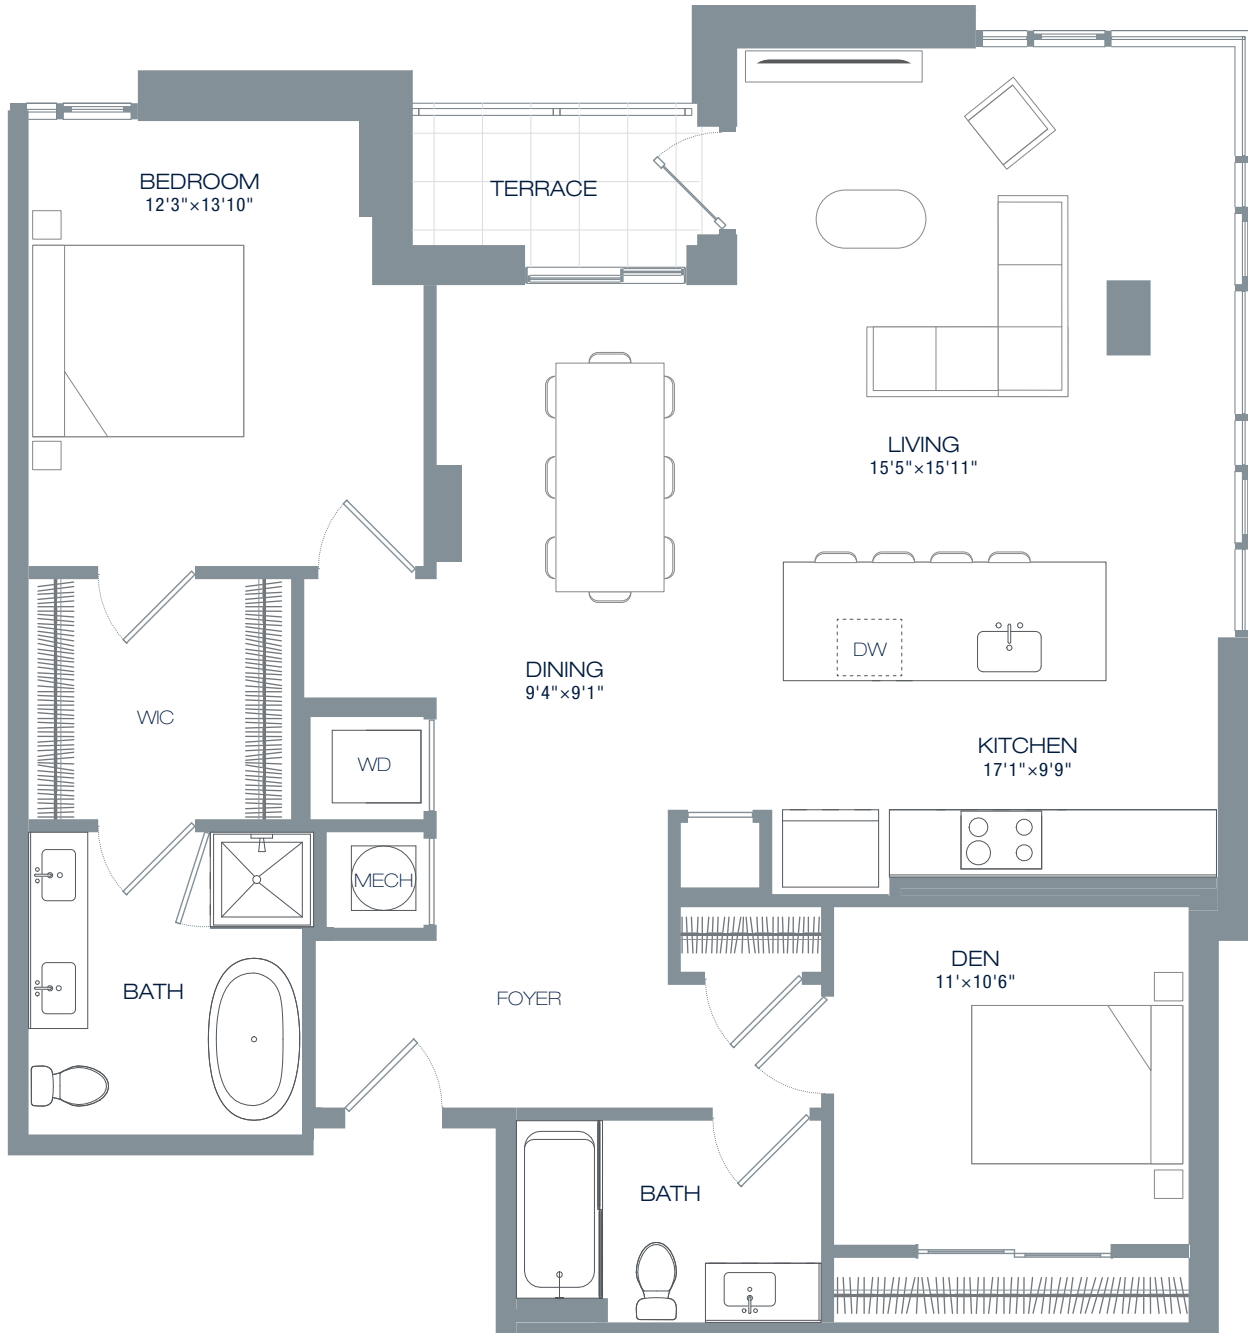 BEDROOM
12'3"×13'10"
TERRACE
LIVING
15'5"×15'11"
DINING
9'4"×9'1"
DW
WIC
WD
KITCHEN
17'1"×9'9"
MECH
BATH
FOYER
DEN
11'×10'6"
BATH